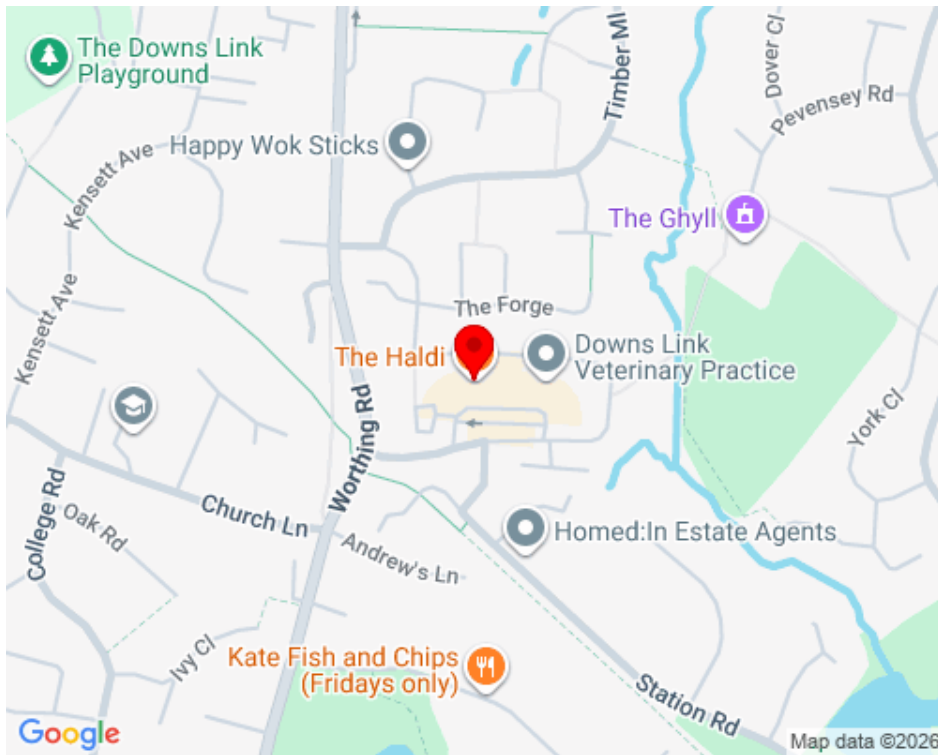 The Downs Link
Playground
Timber Ml
Dover Cl
Pevensey Rd
Happy Wok Sticks
Kensett Ave
The Ghyll
Kensett Ave
The Forge
The Haldi
Downs Link
Veterinary Practice
York Cl
Worthing Rd
College Rd
Oak Rd
Church Ln
Andrew's Ln
Homed:In Estate Agents
Ivy Cl
Kate Fish and Chips
(Fridays only)
Station Rd
Google
Map data ©2026